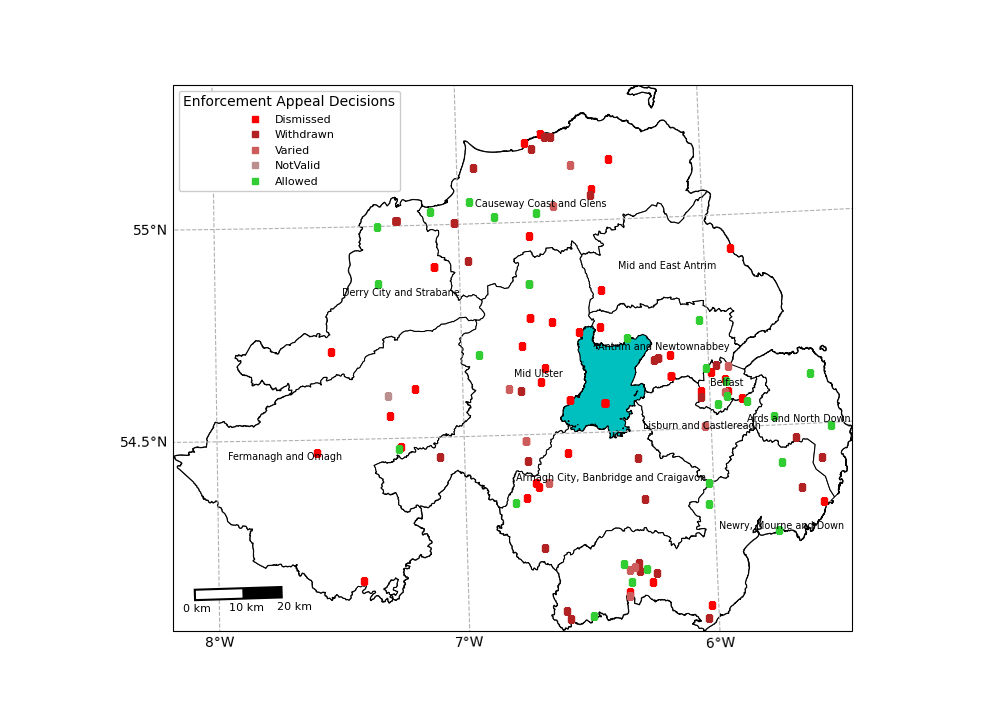 Enforcement Appeal Decisions
Dismissed
Withdrawn
Varied
NotValid
Allowed
Causeway Coast and Glens
55°N
Mid and East Antrim
Derry City and Strabane
Antrim and Newtownabbey
Mid Ulster
Belfast
Ards and North Down
Lisburn and Castlereagh
54.5°N
Fermanagh and Omagh
Armagh City, Banbridge and Craigavon
Newry, Mourne and Down
0 km 10 km 20 km
8°W 7°W 6°W